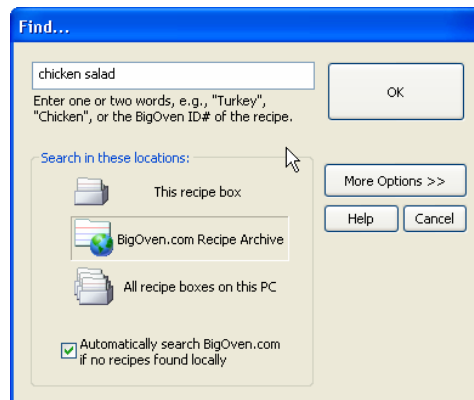 Find...
chicken salad
OK
Enter one or two words, e.g., "Turkey",
"Chicken", or the BigOven ID# of the recipe.
Search in these locations:
More Options >>
This recipe box
Help
Cancel
BigOven.com Recipe Archive
All recipe boxes on this PC
Automatically search BigOven.com
if no recipes found locally